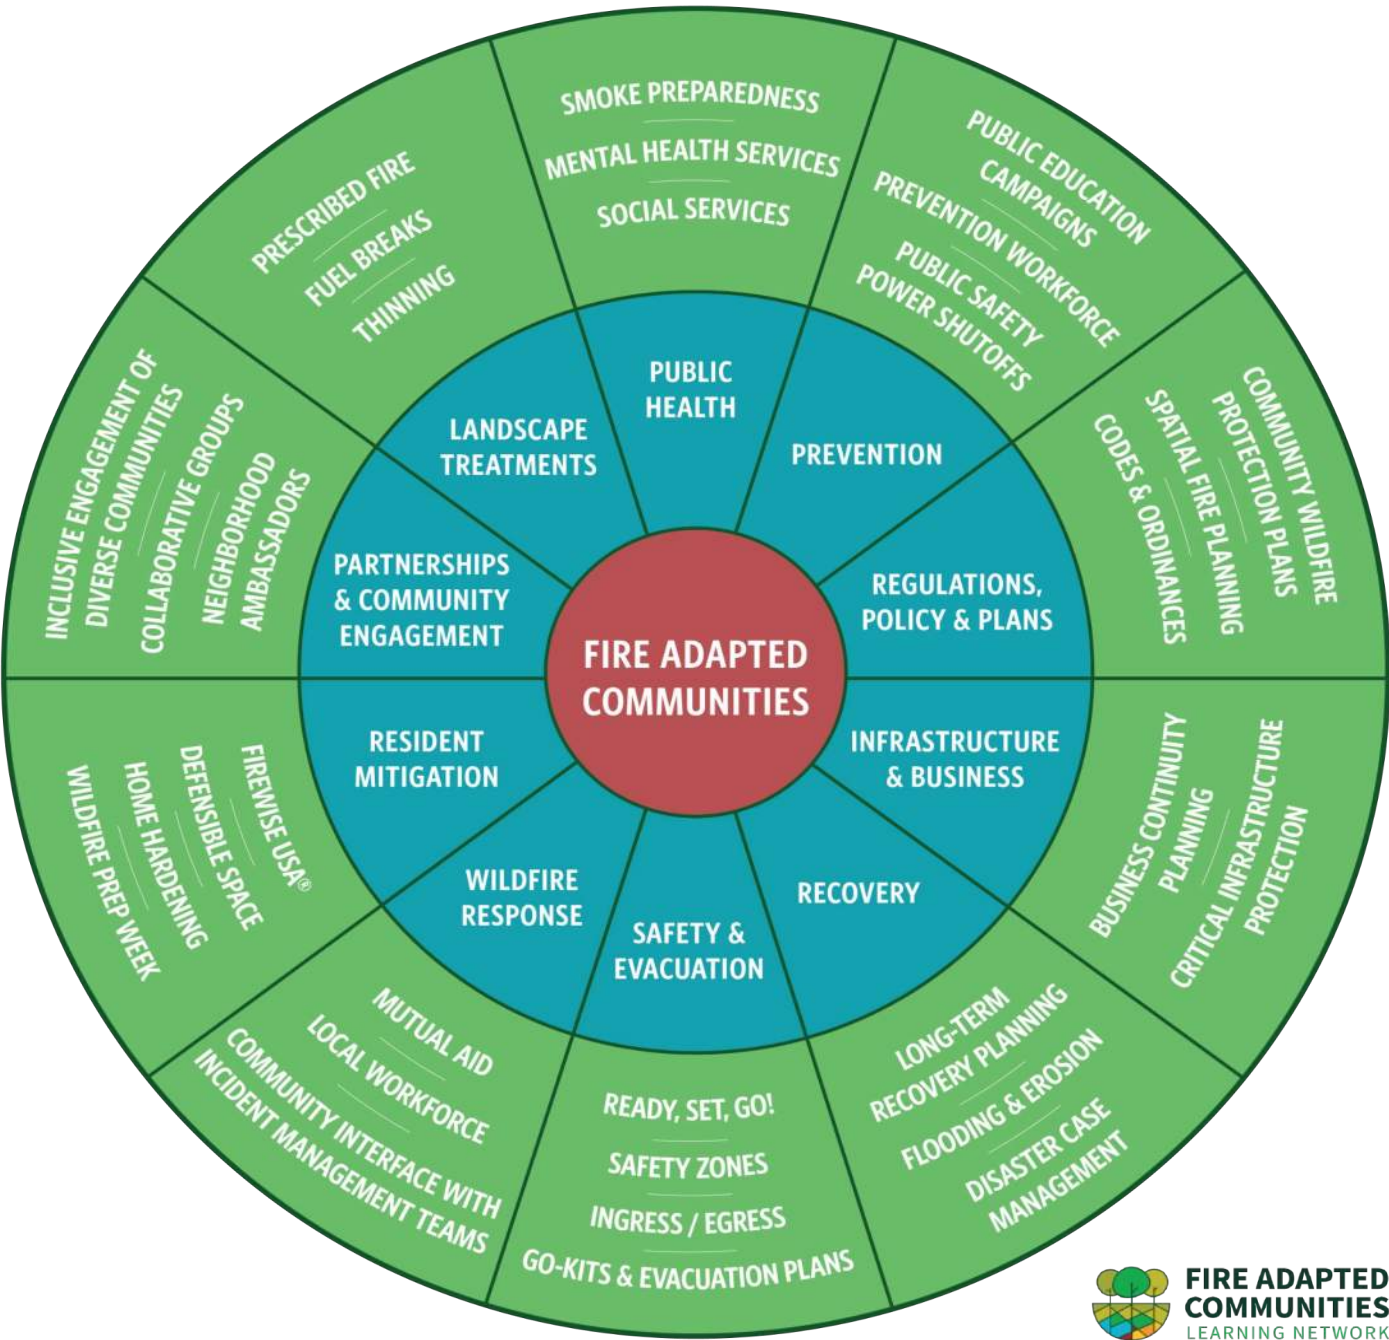 FIRE ADAPTED
COMMUNITIES
PUBLIC
HEALTH
SMOKE PREPAREDNESS
MENTAL HEALTH SERVICES
SOCIAL SERVICES
PREVENTION
PUBLIC EDUCATION
CAMPAIGNS
PREVENTION WORKFORCE
PUBLIC SAFETY
POWER SHUTOFFS
REGULATIONS,
POLICY & PLANS
COMMUNITY WILDFIRE
PROTECTION PLANS
SPATIAL FIRE PLANNING
CODES & ORDINANCES
INFRASTRUCTURE
& BUSINESS
BUSINESS CONTINUITY
PLANNING
CRITICAL INFRASTRUCTURE
PROTECTION
RECOVERY
LONG-TERM
RECOVERY PLANNING
FLOODING & EROSION
DISASTER CASE
MANAGEMENT
SAFETY &
EVACUATION
READY, SET, GO!
SAFETY ZONES
INGRESS / EGRESS
GO-KITS & EVACUATION PLANS
WILDFIRE
RESPONSE
MUTUAL AID
LOCAL WORKFORCE
COMMUNITY INTERFACE WITH
INCIDENT MANAGEMENT TEAMS
RESIDENT
MITIGATION
FIREWISE USA®
DEFENSIBLE SPACE
HOME HARDENING
WILDFIRE PREP WEEK
PARTNERSHIPS
& COMMUNITY
ENGAGEMENT
INCLUSIVE ENGAGEMENT OF
DIVERSE COMMUNITIES
COLLABORATIVE GROUPS
NEIGHBORHOOD
AMBASSADORS
LANDSCAPE
TREATMENTS
PRESCRIBED FIRE
FUEL BREAKS
THINNING
FIRE ADAPTED
COMMUNITIES
LEARNING NETWORK